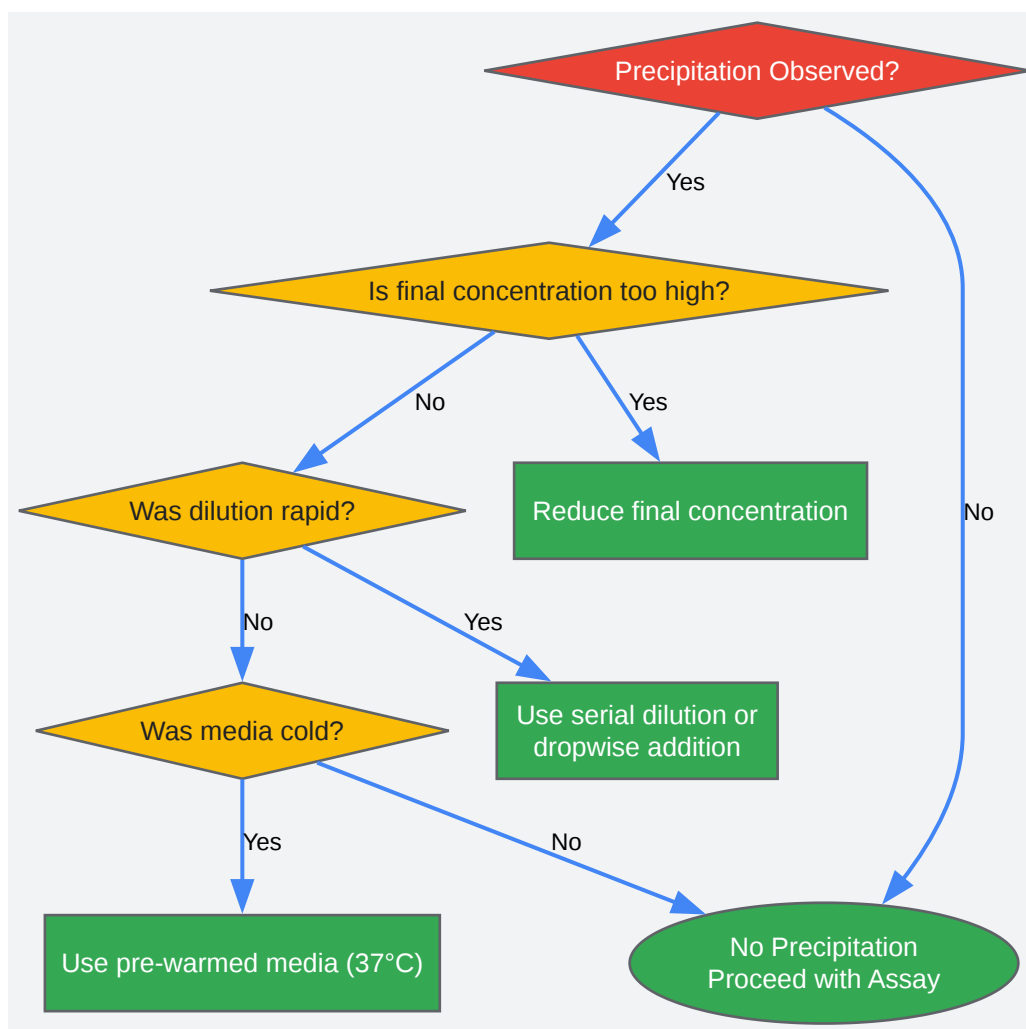 Precipitation Observed?
Yes
Is final concentration too high?
No
Yes
Was dilution rapid?
Reduce final concentration
No
No
Yes
Was media cold?
Use serial dilution or
dropwise addition
Yes
No
Use pre-warmed media (37°C)
No Precipitation
Proceed with Assay